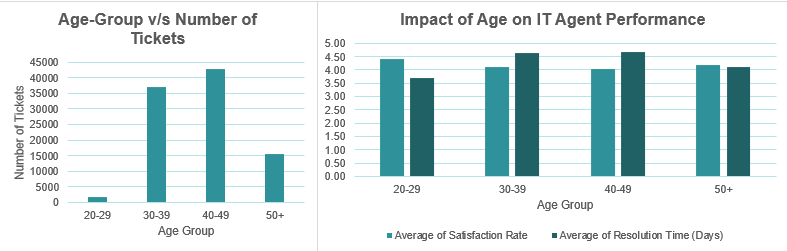 Age-Group v/s Number of
Tickets
45000
40000
35000
30000
25000
20000
15000
10000
5000
0
Number of Tickets
20-29 30-39 40-49 50+
Age Group
Impact of Age on IT Agent Performance
5.00
4.50
4.00
3.50
3.00
2.50
2.00
1.50
1.00
0.50
0.00
20-29 30-39 40-49 50+
Age Group
Average of Satisfaction Rate Average of Resolution Time (Days)